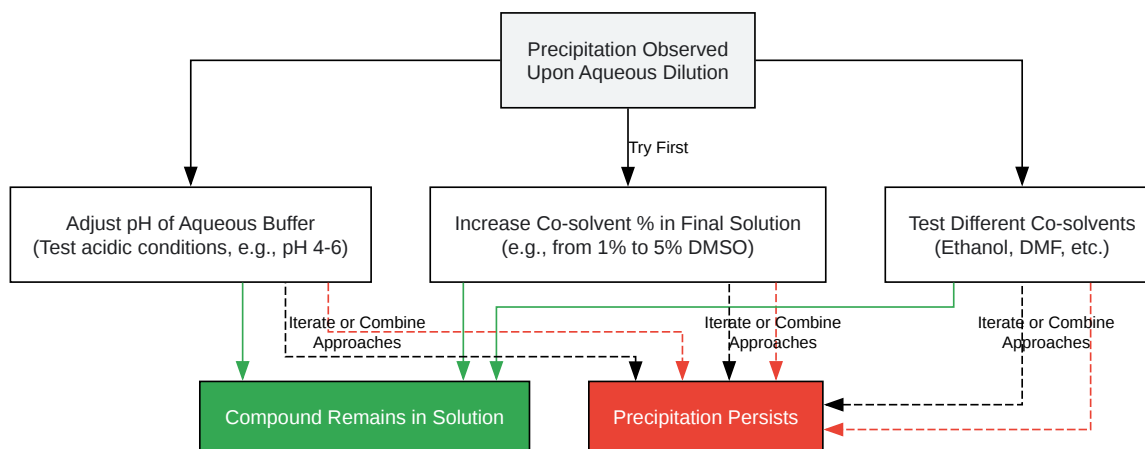 Precipitation Observed
Upon Aqueous Dilution
Try First
Adjust pH of Aqueous Buffer
(Test acidic conditions, e.g., pH 4-6)
Increase Co-solvent % in Final Solution
(e.g., from 1% to 5% DMSO)
Test Different Co-solvents
(Ethanol, DMF, etc.)
Iterate or Combine
Approaches
Iterate or Combine
Approaches
Iterate or Combine
Approaches
Compound Remains in Solution
Precipitation Persists